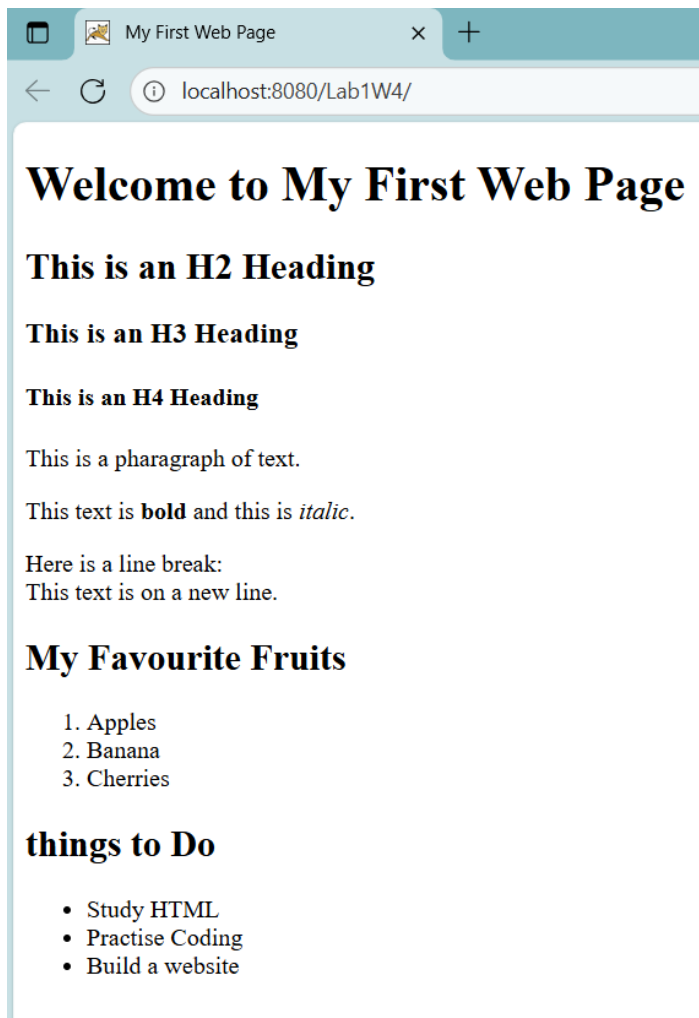 My First Web Page
localhost:8080/Lab1W4/
Welcome to My First Web Page
This is an H2 Heading
This is an H3 Heading
This is an H4 Heading
This is a pharagraph of text.
This text is bold and this is italic.
Here is a line break:
This text is on a new line.
My Favourite Fruits
1. Apples
2. Banana
3. Cherries
things to Do
• Study HTML
• Practise Coding
• Build a website